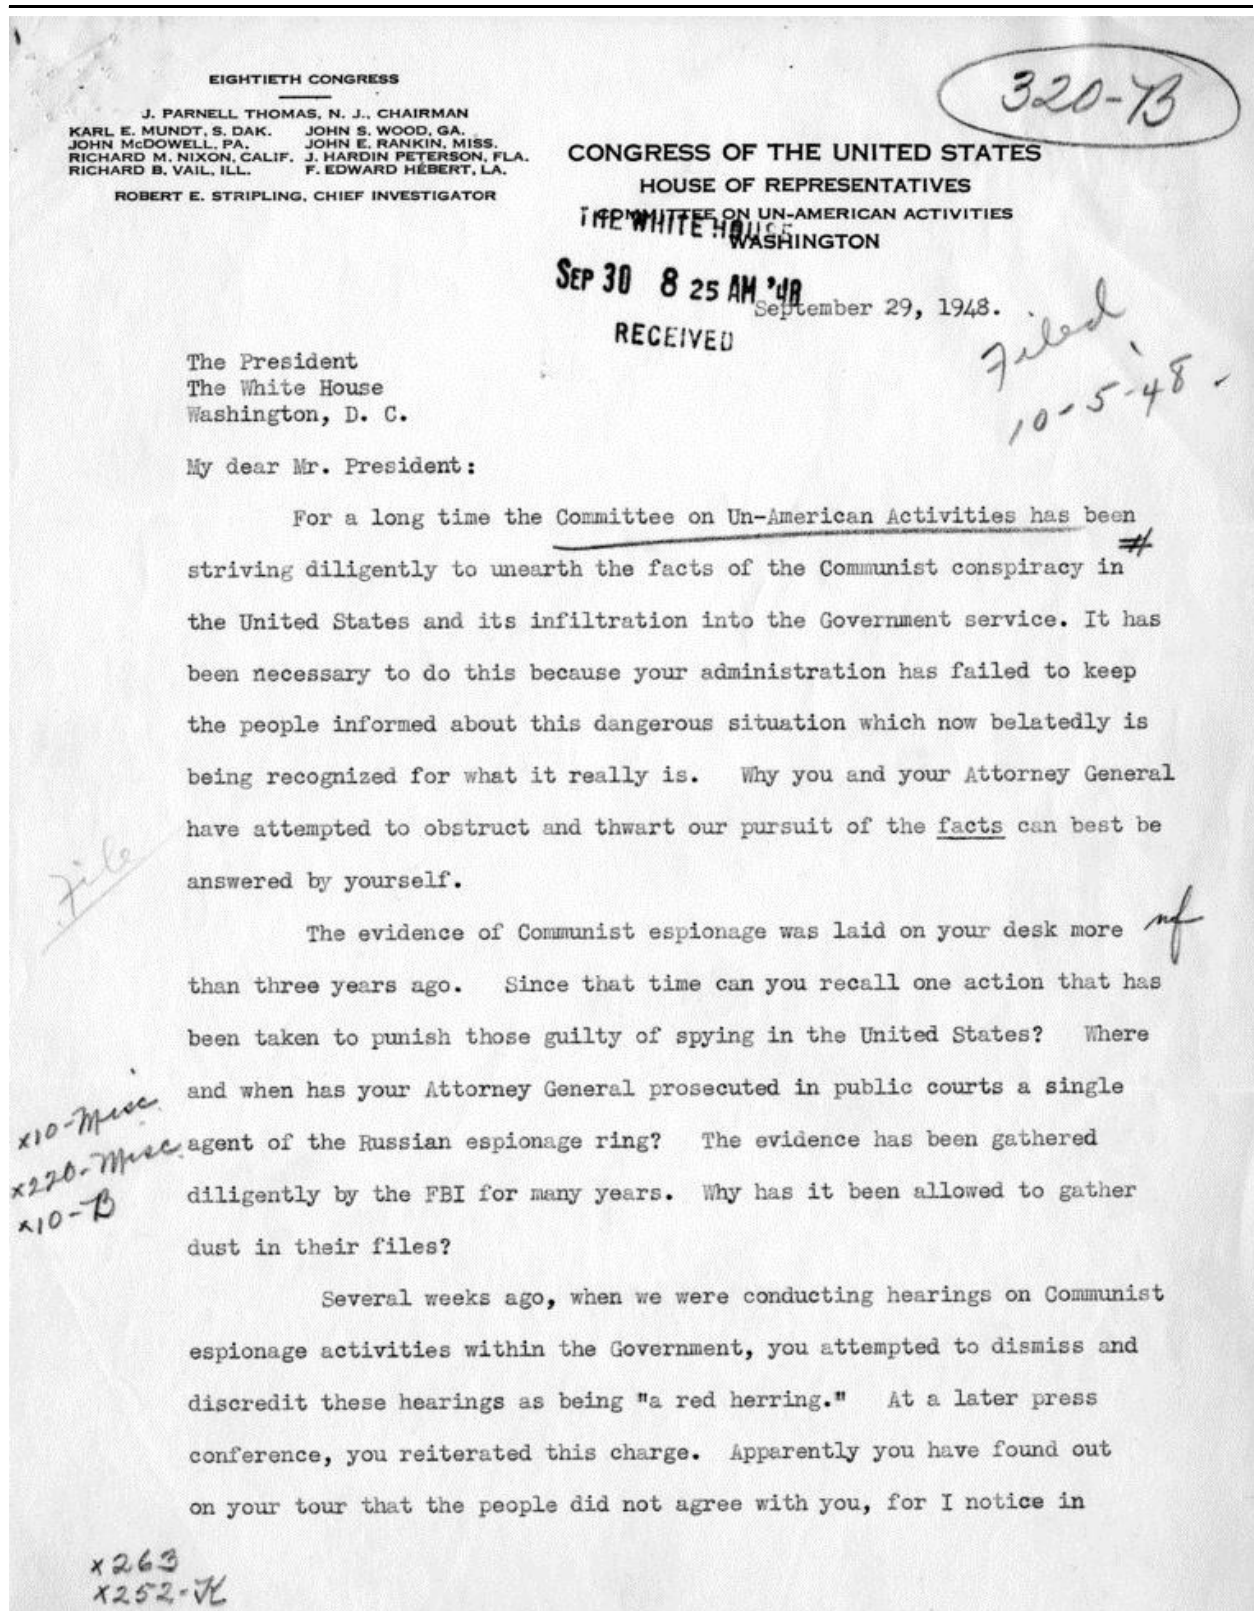 320-B
EIGHTIETH CONGRESS
J. PARNELL THOMAS, N. J., CHAIRMAN
KARL E. MUNDT, S. DAK. JOHN S. WOOD, GA.
JOHN McDOWELL, PA. JOHN E. RANKIN, MISS.
RICHARD M. NIXON, CALIF. J. HARDIN PETERSON, FLA.
RICHARD B. VAIL, ILL. F. EDWARD HÉBERT, LA.
ROBERT E. STRIPLING, CHIEF INVESTIGATOR
CONGRESS OF THE UNITED STATES
HOUSE OF REPRESENTATIVES
COMMITTEE ON UN-AMERICAN ACTIVITIES
WASHINGTON
THE WHITE HOUSE
SEP 30 8 25 AM '48
RECEIVED
September 29, 1948.
Filed
10-5-48.
The President
The White House
Washington, D. C.
My dear Mr. President:
For a long time the Committee on Un-American Activities has been
striving diligently to unearth the facts of the Communist conspiracy in
the United States and its infiltration into the Government service. It has
been necessary to do this because your administration has failed to keep
the people informed about this dangerous situation which now belatedly is
being recognized for what it really is. Why you and your Attorney General
have attempted to obstruct and thwart our pursuit of the facts can best be
answered by yourself.
File
The evidence of Communist espionage was laid on your desk more
nf
than three years ago. Since that time can you recall one action that has
been taken to punish those guilty of spying in the United States? Where
and when has your Attorney General prosecuted in public courts a single
agent of the Russian espionage ring? The evidence has been gathered
diligently by the FBI for many years. Why has it been allowed to gather
dust in their files?
x10-Misc.
x220-Misc.
x10-B
Several weeks ago, when we were conducting hearings on Communist
espionage activities within the Government, you attempted to dismiss and
discredit these hearings as being "a red herring." At a later press
conference, you reiterated this charge. Apparently you have found out
on your tour that the people did not agree with you, for I notice in
x263
x252-K